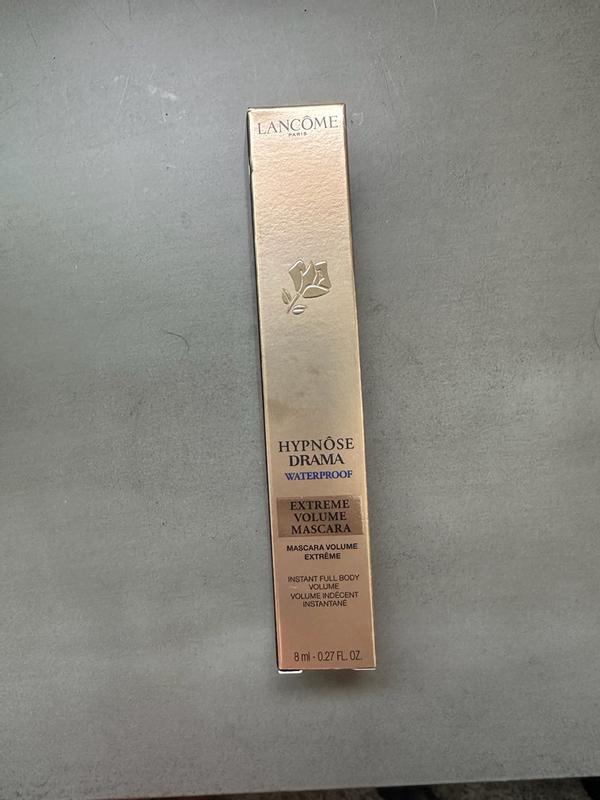 LANCÔME
PARIS
HYPNÔSE
DRAMA
WATERPROOF
EXTREME
VOLUME
MASCARA
MASCARA VOLUME
EXTRÊME
INSTANT FULL BODY
VOLUME
VOLUME INDÉCENT
INSTANTANÉ
8 ml - 0.27 FL. OZ.